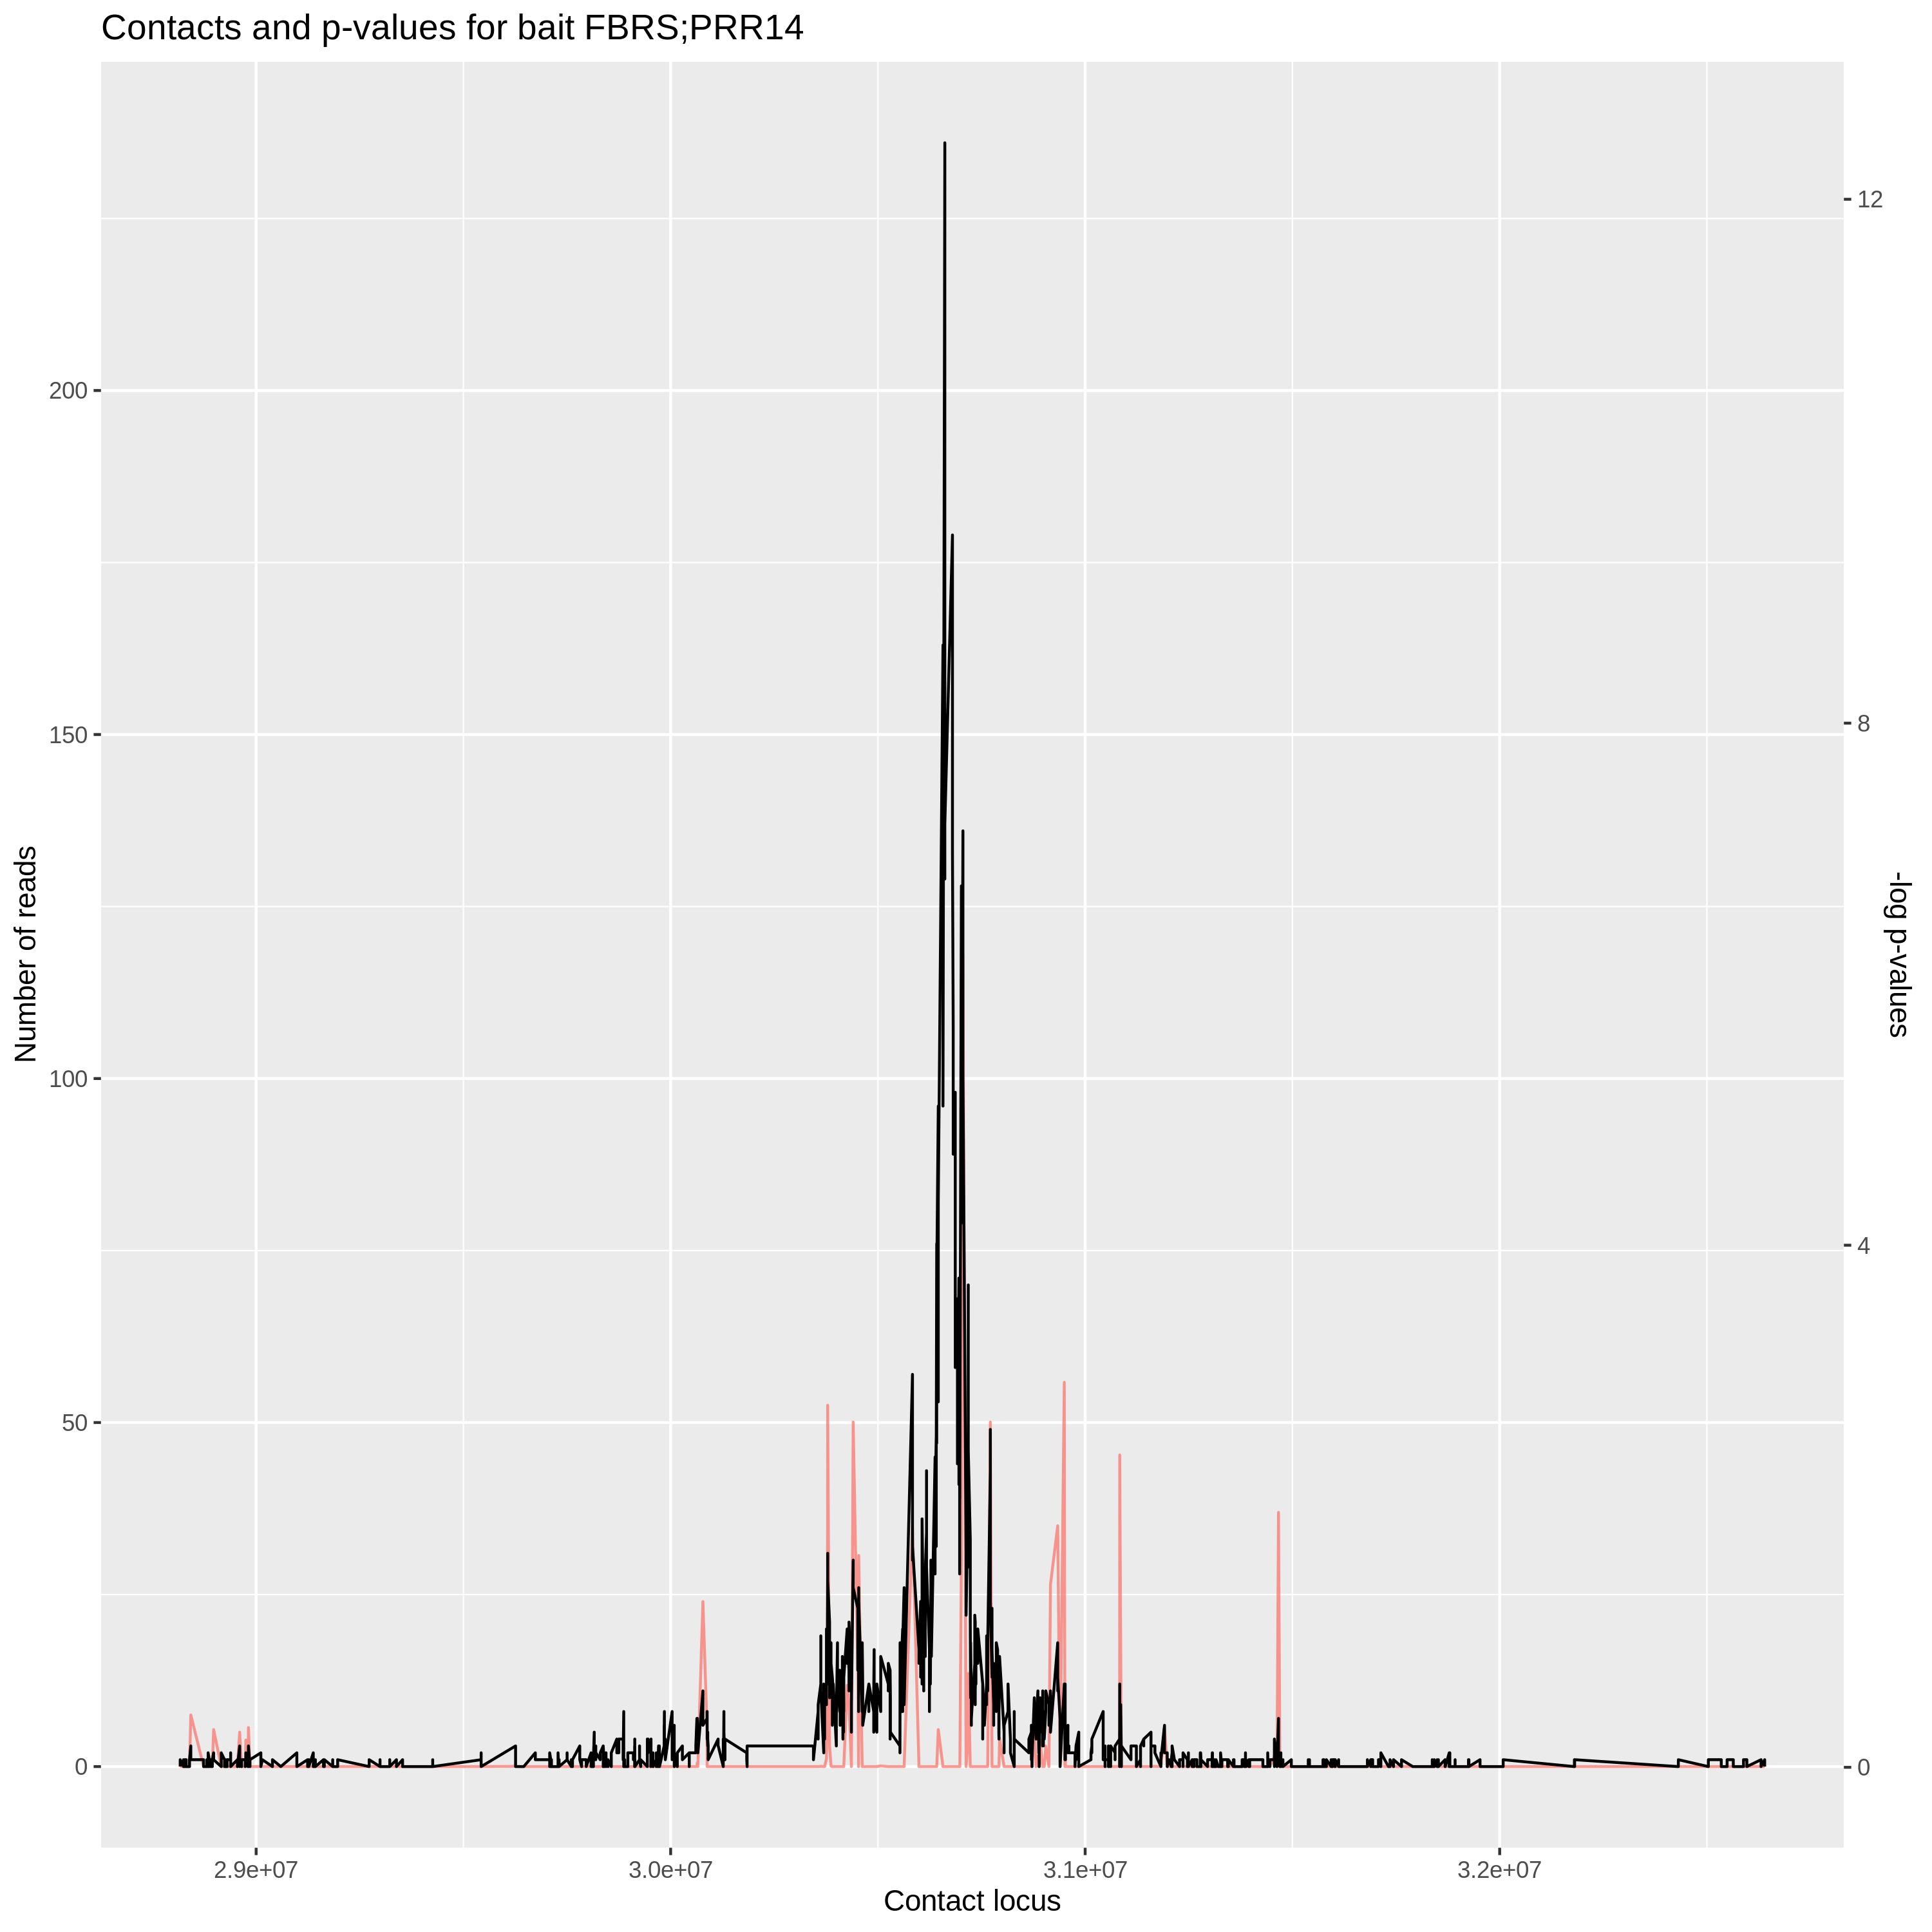 Contacts and p-values for bait FBRS;PRR14
Number of reads
200
150
100
50
0
12
8
4
0
-log p-values
2.9e+07 3.0e+07 3.1e+07 3.2e+07
Contact locus